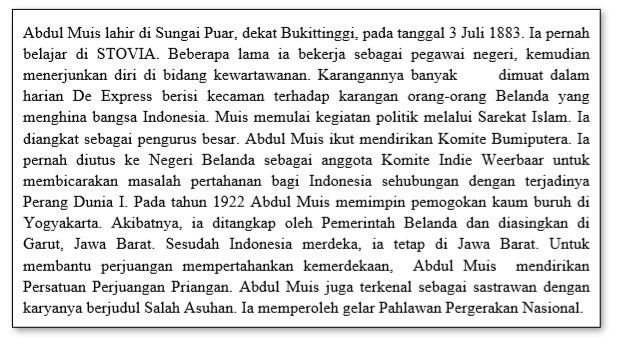 Abdul Muis lahir di Sungai Puar, dekat Bukittinggi, pada tanggal 3 Juli 1883. Ia pernah
belajar di STOVIA. Beberapa lama ia bekerja sebagai pegawai negeri, kemudian
menerjunkan diri di bidang kewartawanan. Karangannya banyak dimuat dalam
harian De Express berisi kecaman terhadap karangan orang-orang Belanda yang
menghina bangsa Indonesia. Muis memulai kegiatan politik melalui Sarekat Islam. Ia
diangkat sebagai pengurus besar. Abdul Muis ikut mendirikan Komite Bumiputera. Ia
pernah diutus ke Negeri Belanda sebagai anggota Komite Indie Weerbaar untuk
membicarakan masalah pertahanan bagi Indonesia sehubungan dengan terjadinya
Perang Dunia I. Pada tahun 1922 Abdul Muis memimpin pemogokan kaum buruh di
Yogyakarta. Akibatnya, ia ditangkap oleh Pemerintah Belanda dan diasingkan di
Garut, Jawa Barat. Sesudah Indonesia merdeka, ia tetap di Jawa Barat. Untuk
membantu perjuangan mempertahankan kemerdekaan, Abdul Muis mendirikan
Persatuan Perjuangan Priangan. Abdul Muis juga terkenal sebagai sastrawan dengan
karyanya berjudul Salah Asuhan. Ia memperoleh gelar Pahlawan Pergerakan Nasional.